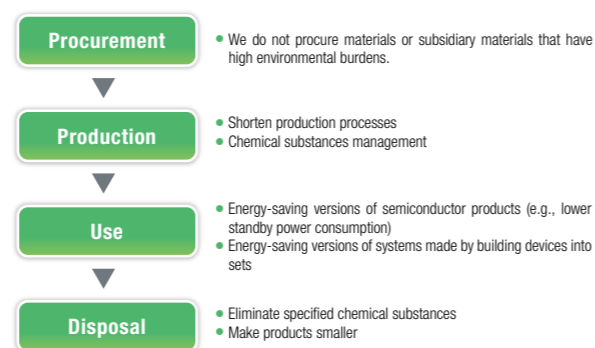 Procurement
• We do not procure materials or subsidiary materials that have
high environmental burdens.
Production
• Shorten production processes
• Chemical substances management
Use
• Energy-saving versions of semiconductor products (e.g., lower
standby power consumption)
• Energy-saving versions of systems made by building devices into
sets
Disposal
• Eliminate specified chemical substances
• Make products smaller